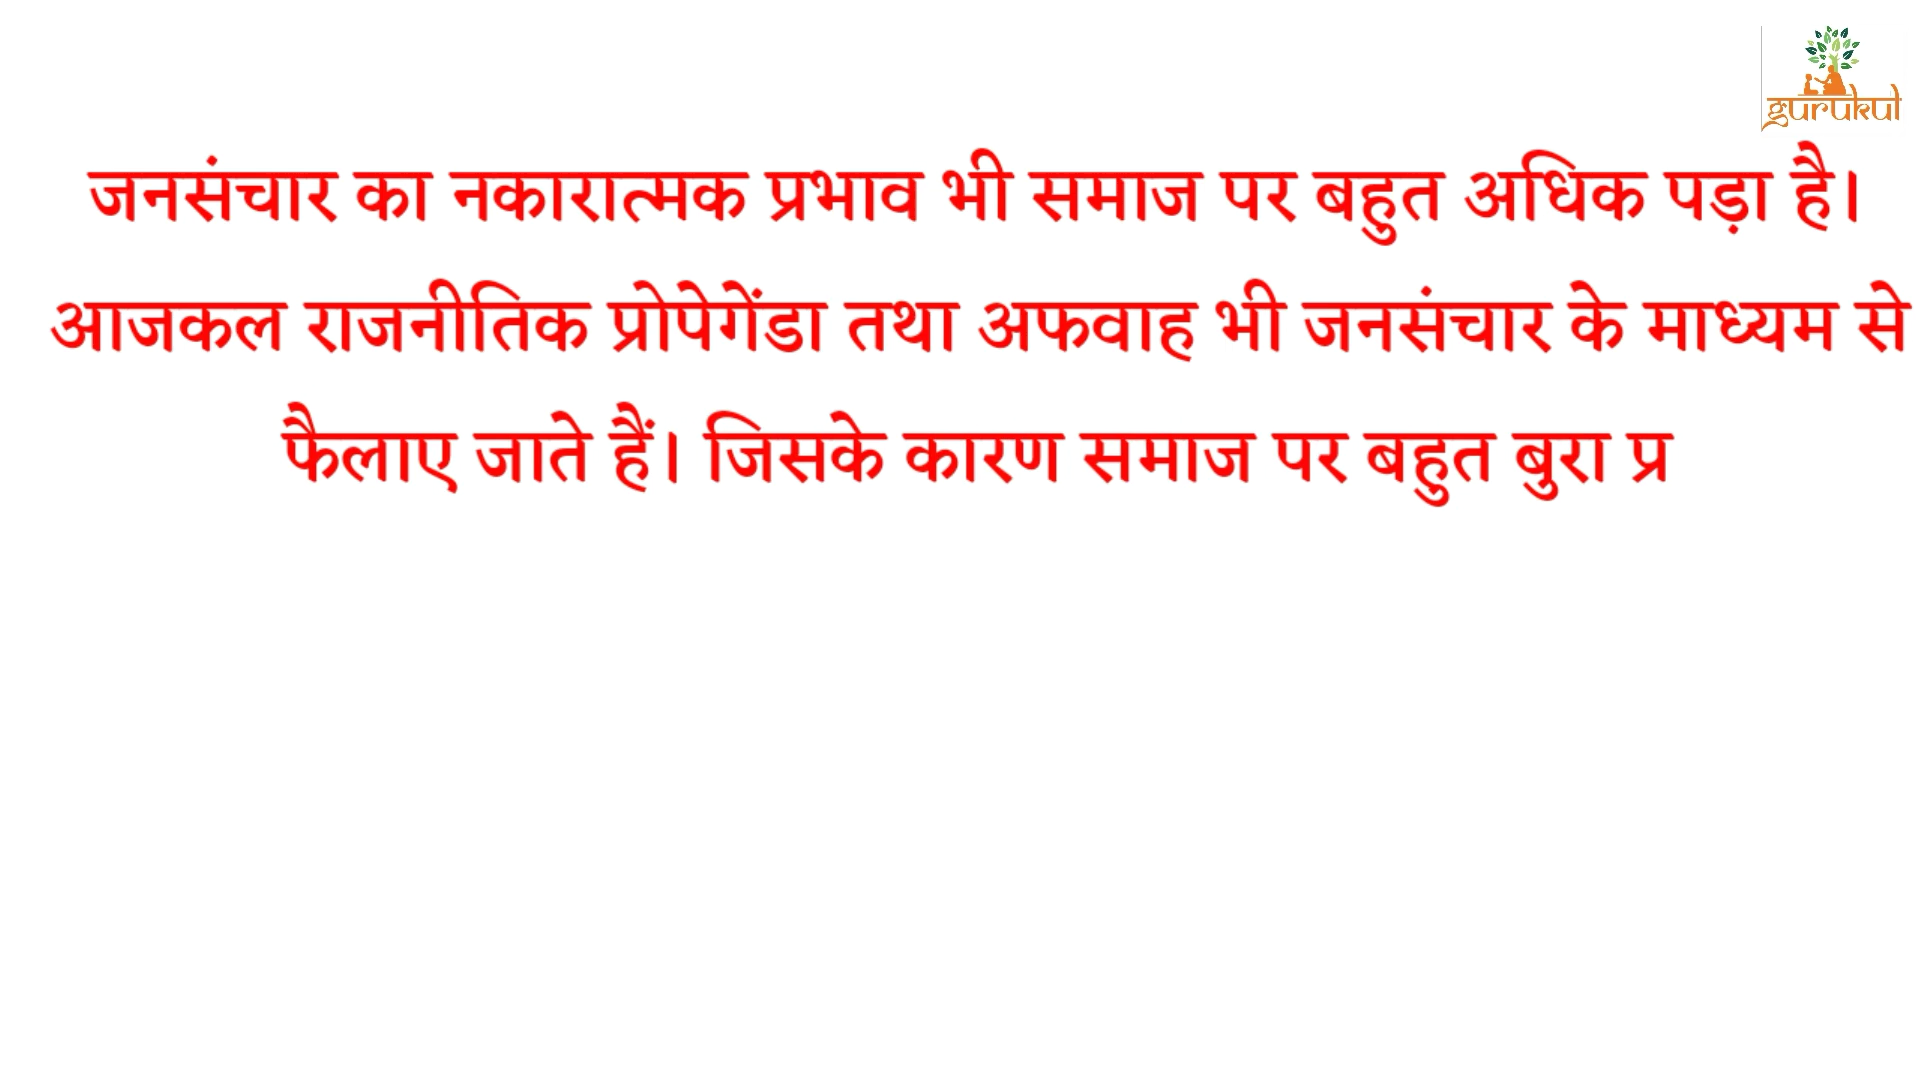 gurukul
जनसंचार का नकारात्मक प्रभाव भी समाज पर बहुत अधिक पड़ा है।
आजकल राजनीतिक प्रोपेगेंडा तथा अफवाह भी जनसंचार के माध्यम से
फैलाए जाते हैं। जिसके कारण समाज पर बहुत बुरा प्र